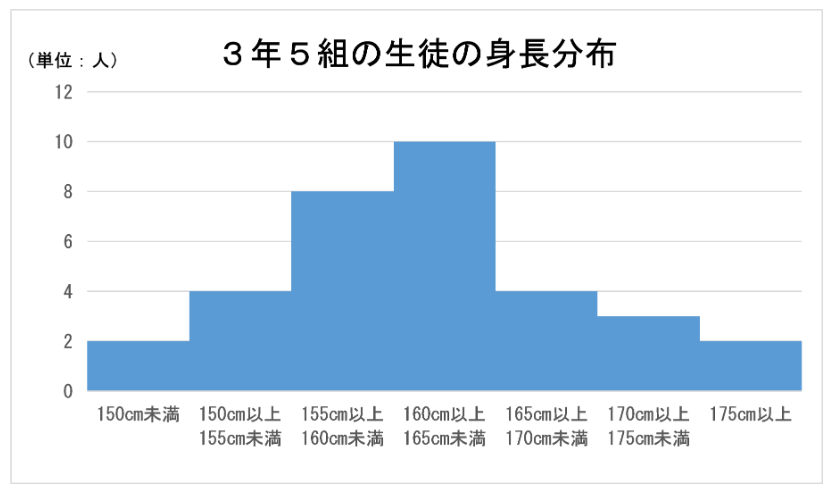 ３年５組の生徒の身長分布
（単位：人）
12
10
8
6
4
2
0
150cm未満
150cm以上
155cm未満
155cm以上
160cm未満
160cm以上
165cm未満
165cm以上
170cm未満
170cm以上
175cm未満
175cm以上